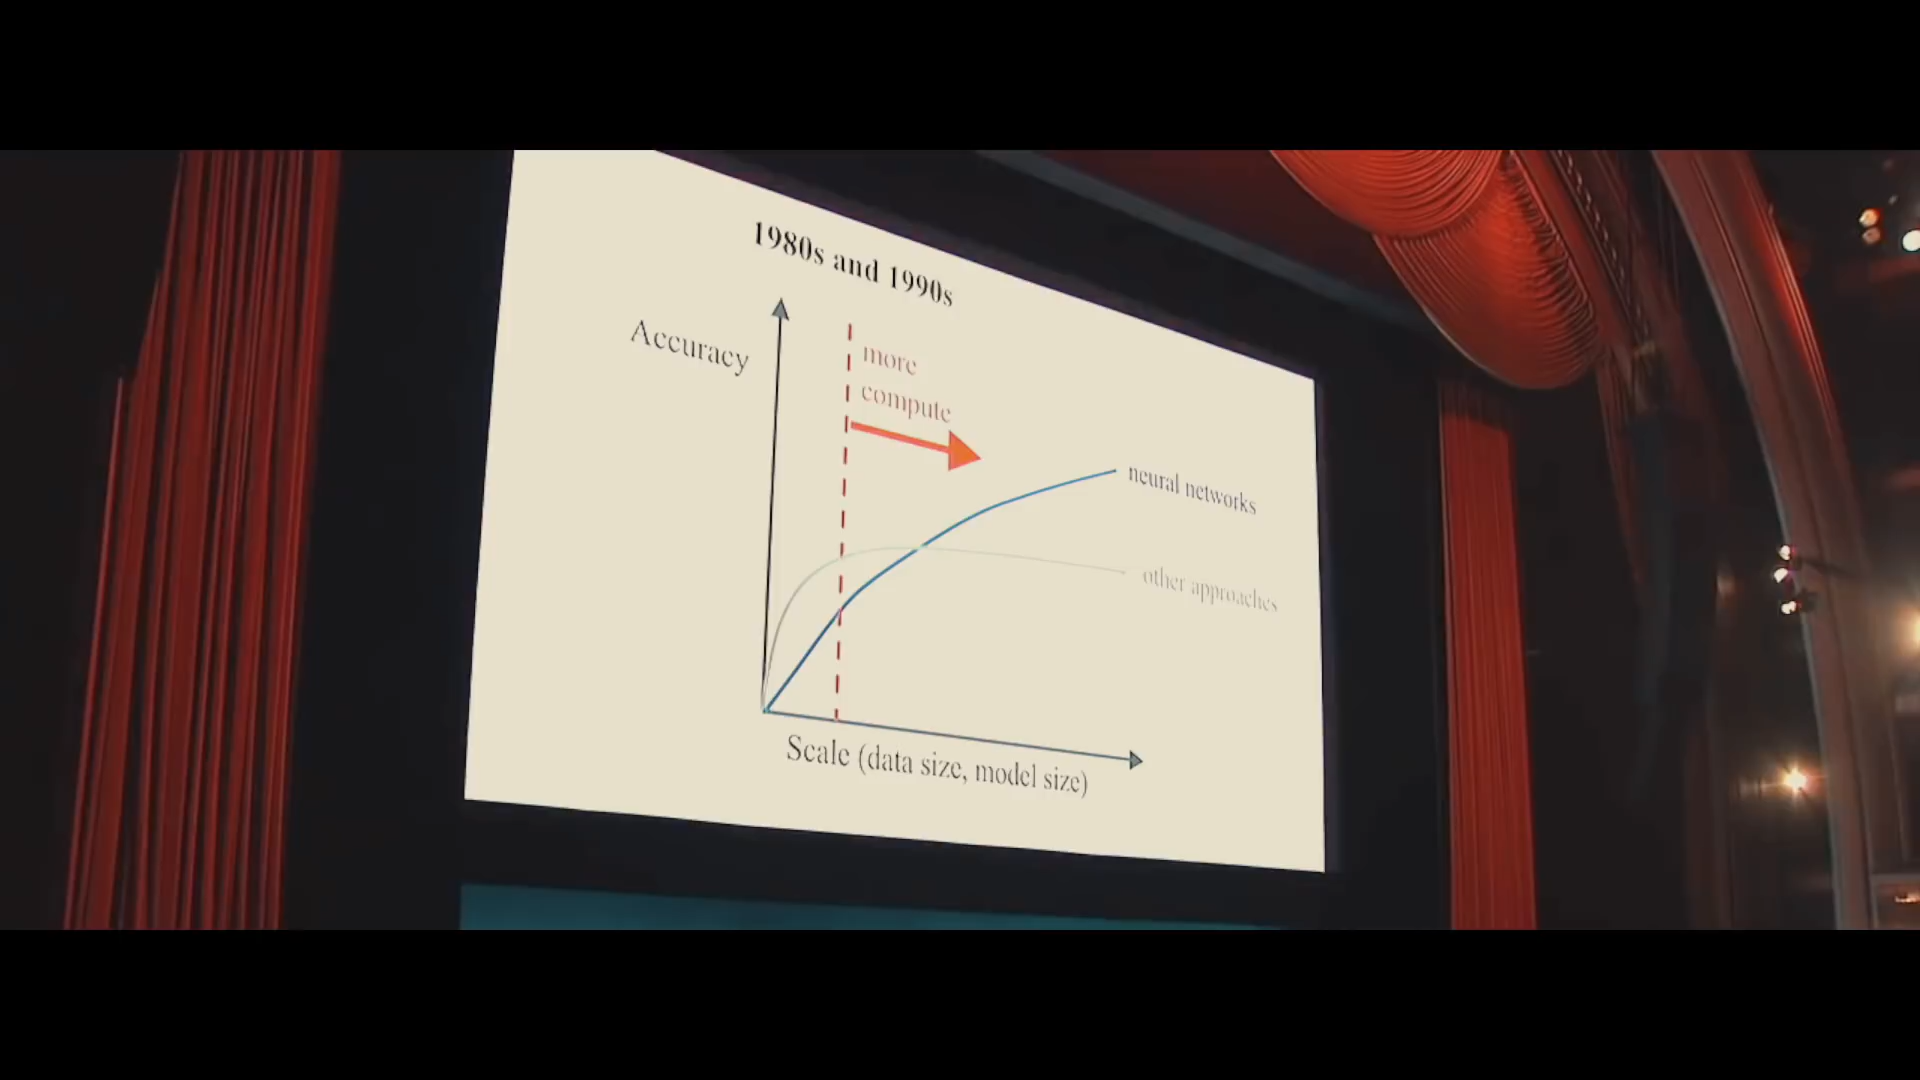 1980s and 1990s
Accuracy
more
compute
neural networks
other approaches
Scale (data size, model size)